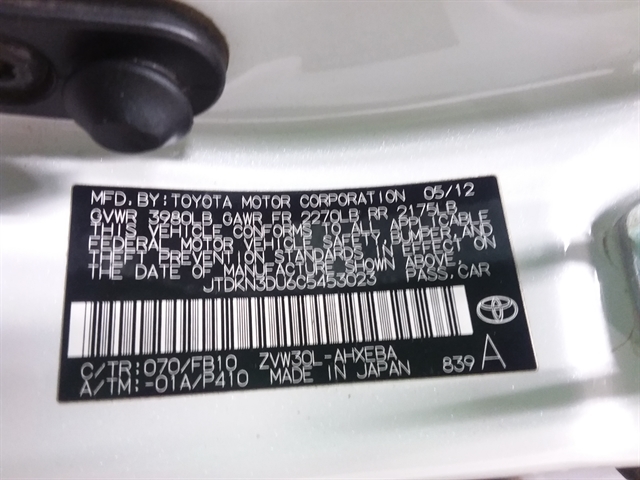 MFD. BY: TOYOTA MOTOR CORPORATION 05/12
GVWR 3980LB GAWR FR 2270LB RR 2175LB
THIS VEHICLE CONFORMS TO ALL APPLICABLE
FEDERAL MOTOR VEHICLE SAFETY, BUMPER, AND
THEFT PREVENTION STANDARDS IN EFFECT ON
THE DATE OF MANUFACTURE SHOWN ABOVE.
JTDKN3DU6C5453023 PASS. CAR
C/TR: 070/FB10 ZVW30L-AHXEBA
A/TM: -01A/P410 MADE IN JAPAN 839 A